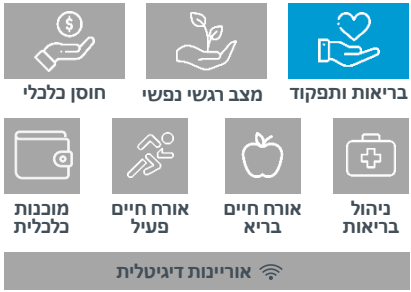 בריאות ותפקוד
מצב רגשי נפשי
חוסן כלכלי
ניהול
בריאות
אורח חיים
בריא
אורח חיים
פעיל
מוכנות
כלכלית
אוריינות דיגיטלית